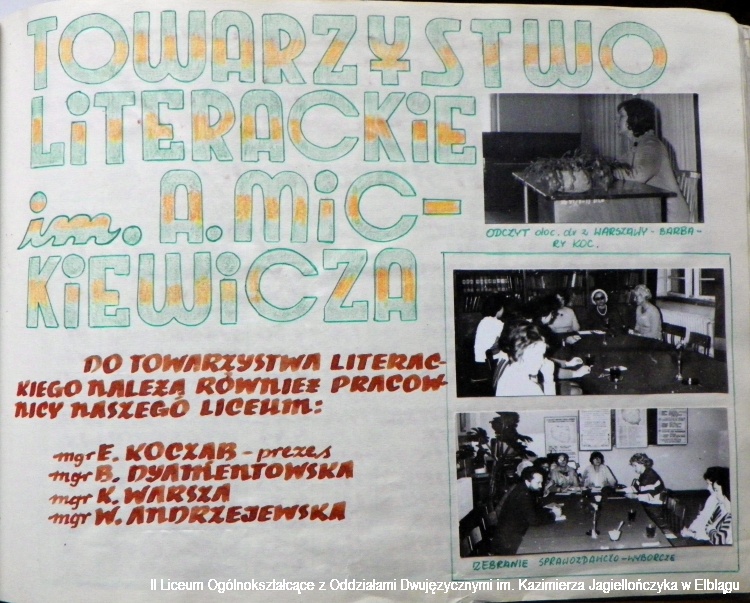 TOWARZYSTWO
LITERACKIE
im. A. MIC-
KIEWICZA
ODCZYT doc. dr z WARSZAWY - BARBA-
RY KOC.
DO TOWARZYSTWA LITERAC-
KIEGO NALEŻĄ RÓWNIEŻ PRACOW-
NICY NASZEGO LICEUM:
mgr E. KOCZAB - prezes
mgr B. DYAMENTOWSKA
mgr K. WARSZA
mgr W. ANDRZEJEWSKA
ZEBRANIE SPRAWOZDAWCZO-WYBORCZE
II Liceum Ogólnokształcące z Oddziałami Dwujęzycznymi im. Kazimierza Jagiellończyka w Elblągu